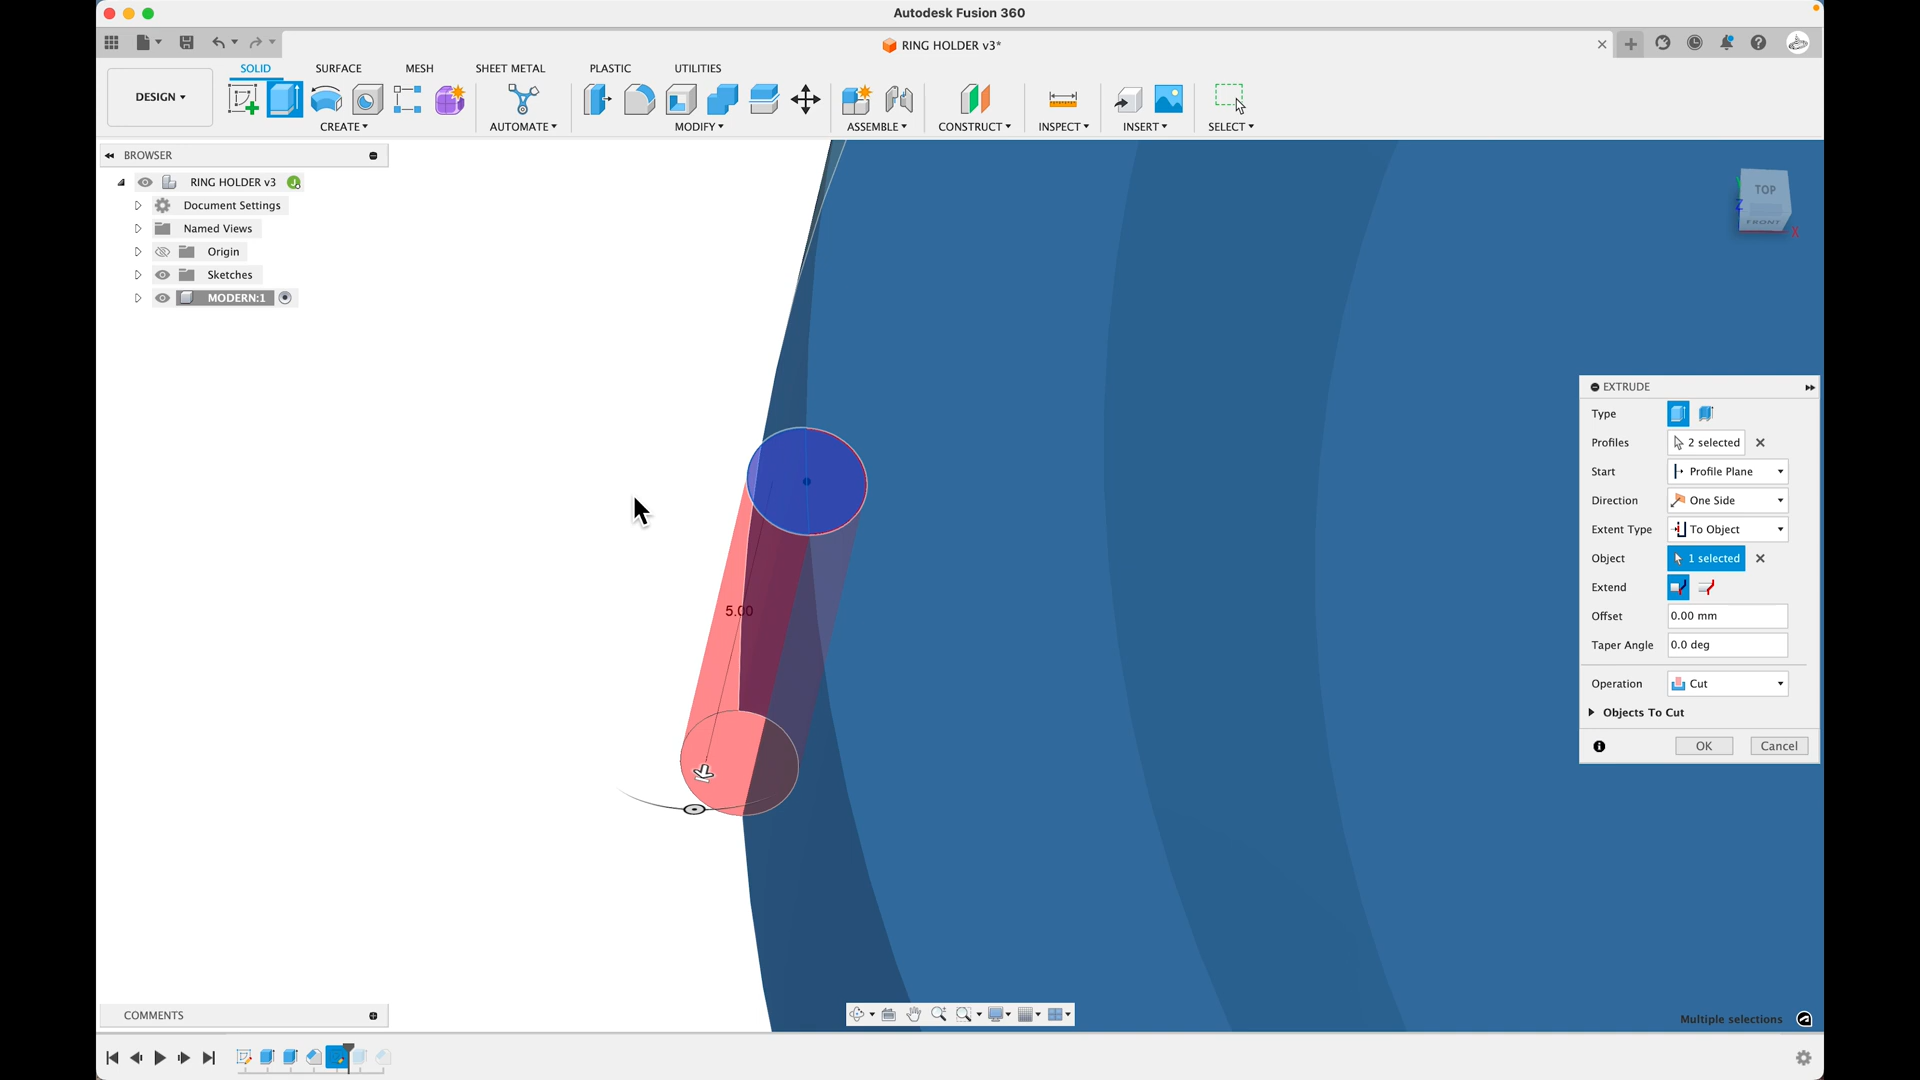 Autodesk Fusion 360
RING HOLDER v3*
SOLID SURFACE MESH SHEET METAL PLASTIC UTILITIES
DESIGN
CREATE AUTOMATE MODIFY ASSEMBLE CONSTRUCT INSPECT INSERT SELECT
BROWSER
RING HOLDER v3
Document Settings
Named Views
Origin
Sketches
MODERN:1
TOP
FRONT
Y
Z
X
5.00
EXTRUDE
Type
Profiles 2 selected
Start Profile Plane
Direction One Side
Extent Type To Object
Object 1 selected
Extend
Offset 0.00 mm
Taper Angle 0.0 deg
Operation Cut
Objects To Cut
OK Cancel
COMMENTS
Multiple selections